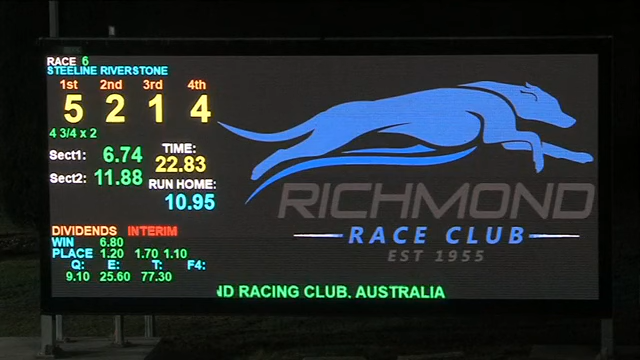 RACE 6
STEELINE RIVERSTONE
1st 2nd 3rd 4th
5 2 1 4
4 3/4 x 2
Sect1: 6.74 TIME: 22.83
Sect2: 11.88 RUN HOME: 10.95
DIVIDENDS INTERIM
WIN 6.80
PLACE 1.20 1.70 1.10
Q: E: T: F4:
9.10 25.60 77.30
RICHMOND
RACE CLUB
EST 1955
ND RACING CLUB, AUSTRALIA